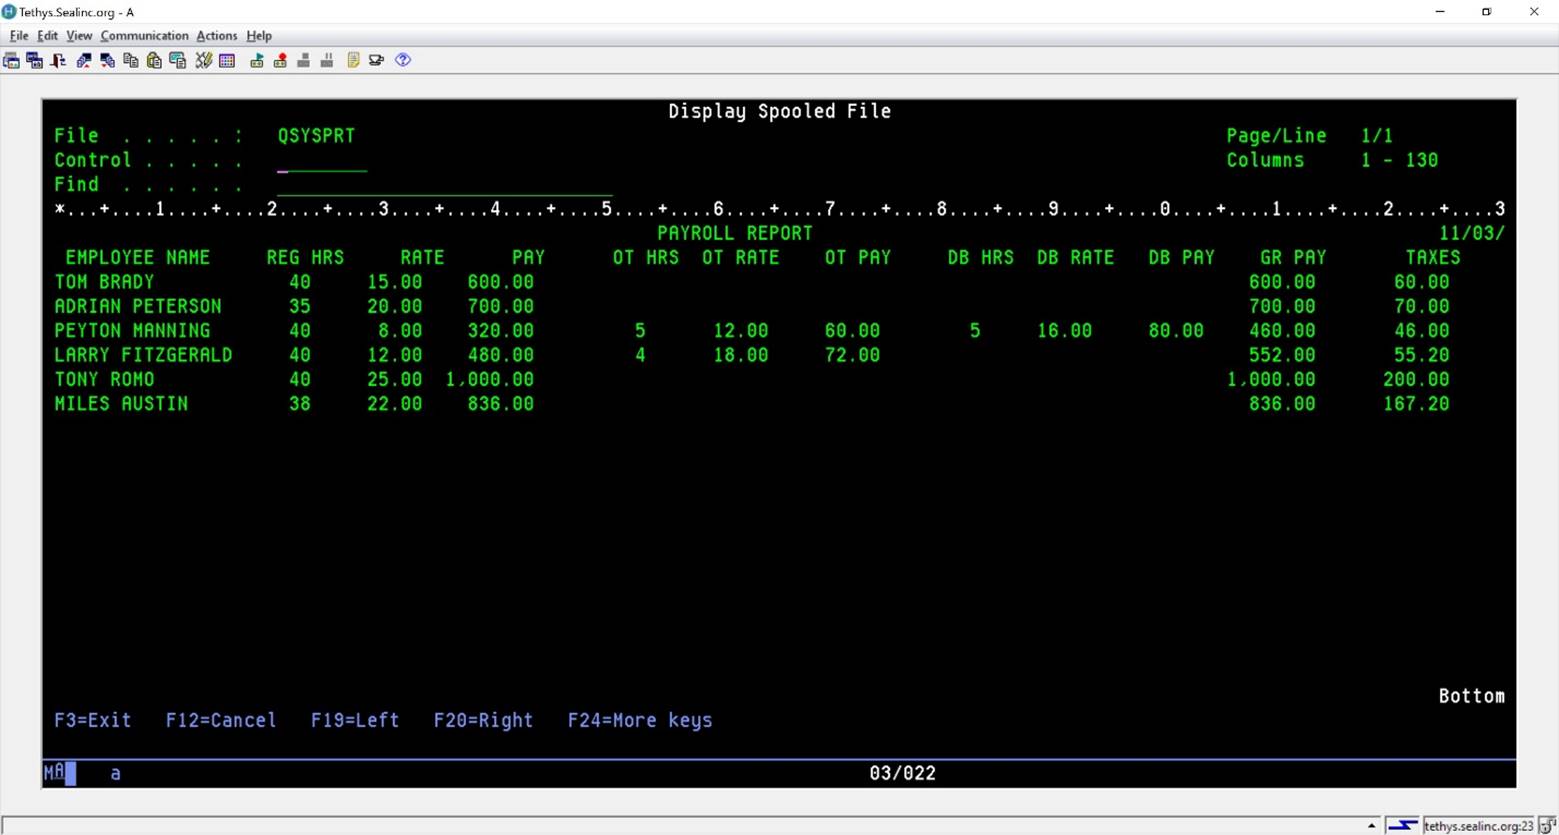 Tethys.Sealinc.org - A
File Edit View Communication Actions Help
Display Spooled File
File . . . . . : QSYSPRT Page/Line 1/1
Control . . . . . Columns 1 - 130
Find . . . . . .
*...+....1....+....2....+....3....+....4....+....5....+....6....+....7....+....8....+....9....+....0....+....1....+....2....+....3
PAYROLL REPORT 11/03/
EMPLOYEE NAME REG HRS RATE PAY OT HRS OT RATE OT PAY DB HRS DB RATE DB PAY GR PAY TAXES
TOM BRADY 40 15.00 600.00 600.00 60.00
ADRIAN PETERSON 35 20.00 700.00 700.00 70.00
PEYTON MANNING 40 8.00 320.00 5 12.00 60.00 5 16.00 80.00 460.00 46.00
LARRY FITZGERALD 40 12.00 480.00 4 18.00 72.00 552.00 55.20
TONY ROMO 40 25.00 1,000.00 1,000.00 200.00
MILES AUSTIN 38 22.00 836.00 836.00 167.20
Bottom
F3=Exit F12=Cancel F19=Left F20=Right F24=More keys
MA a 03/022
tethys.sealinc.org:23